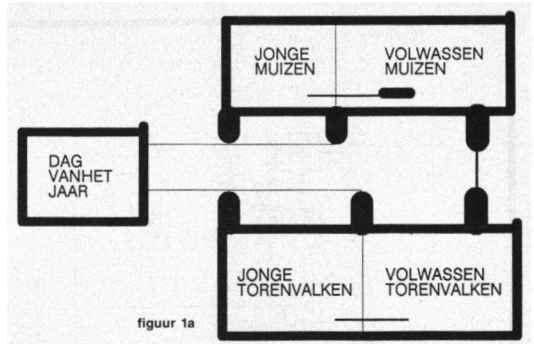 JONGE
MUIZEN
VOLWASSEN
MUIZEN
DAG
VANHET
JAAR
JONGE
TORENVALKEN
VOLWASSEN
TORENVALKEN
figuur 1a